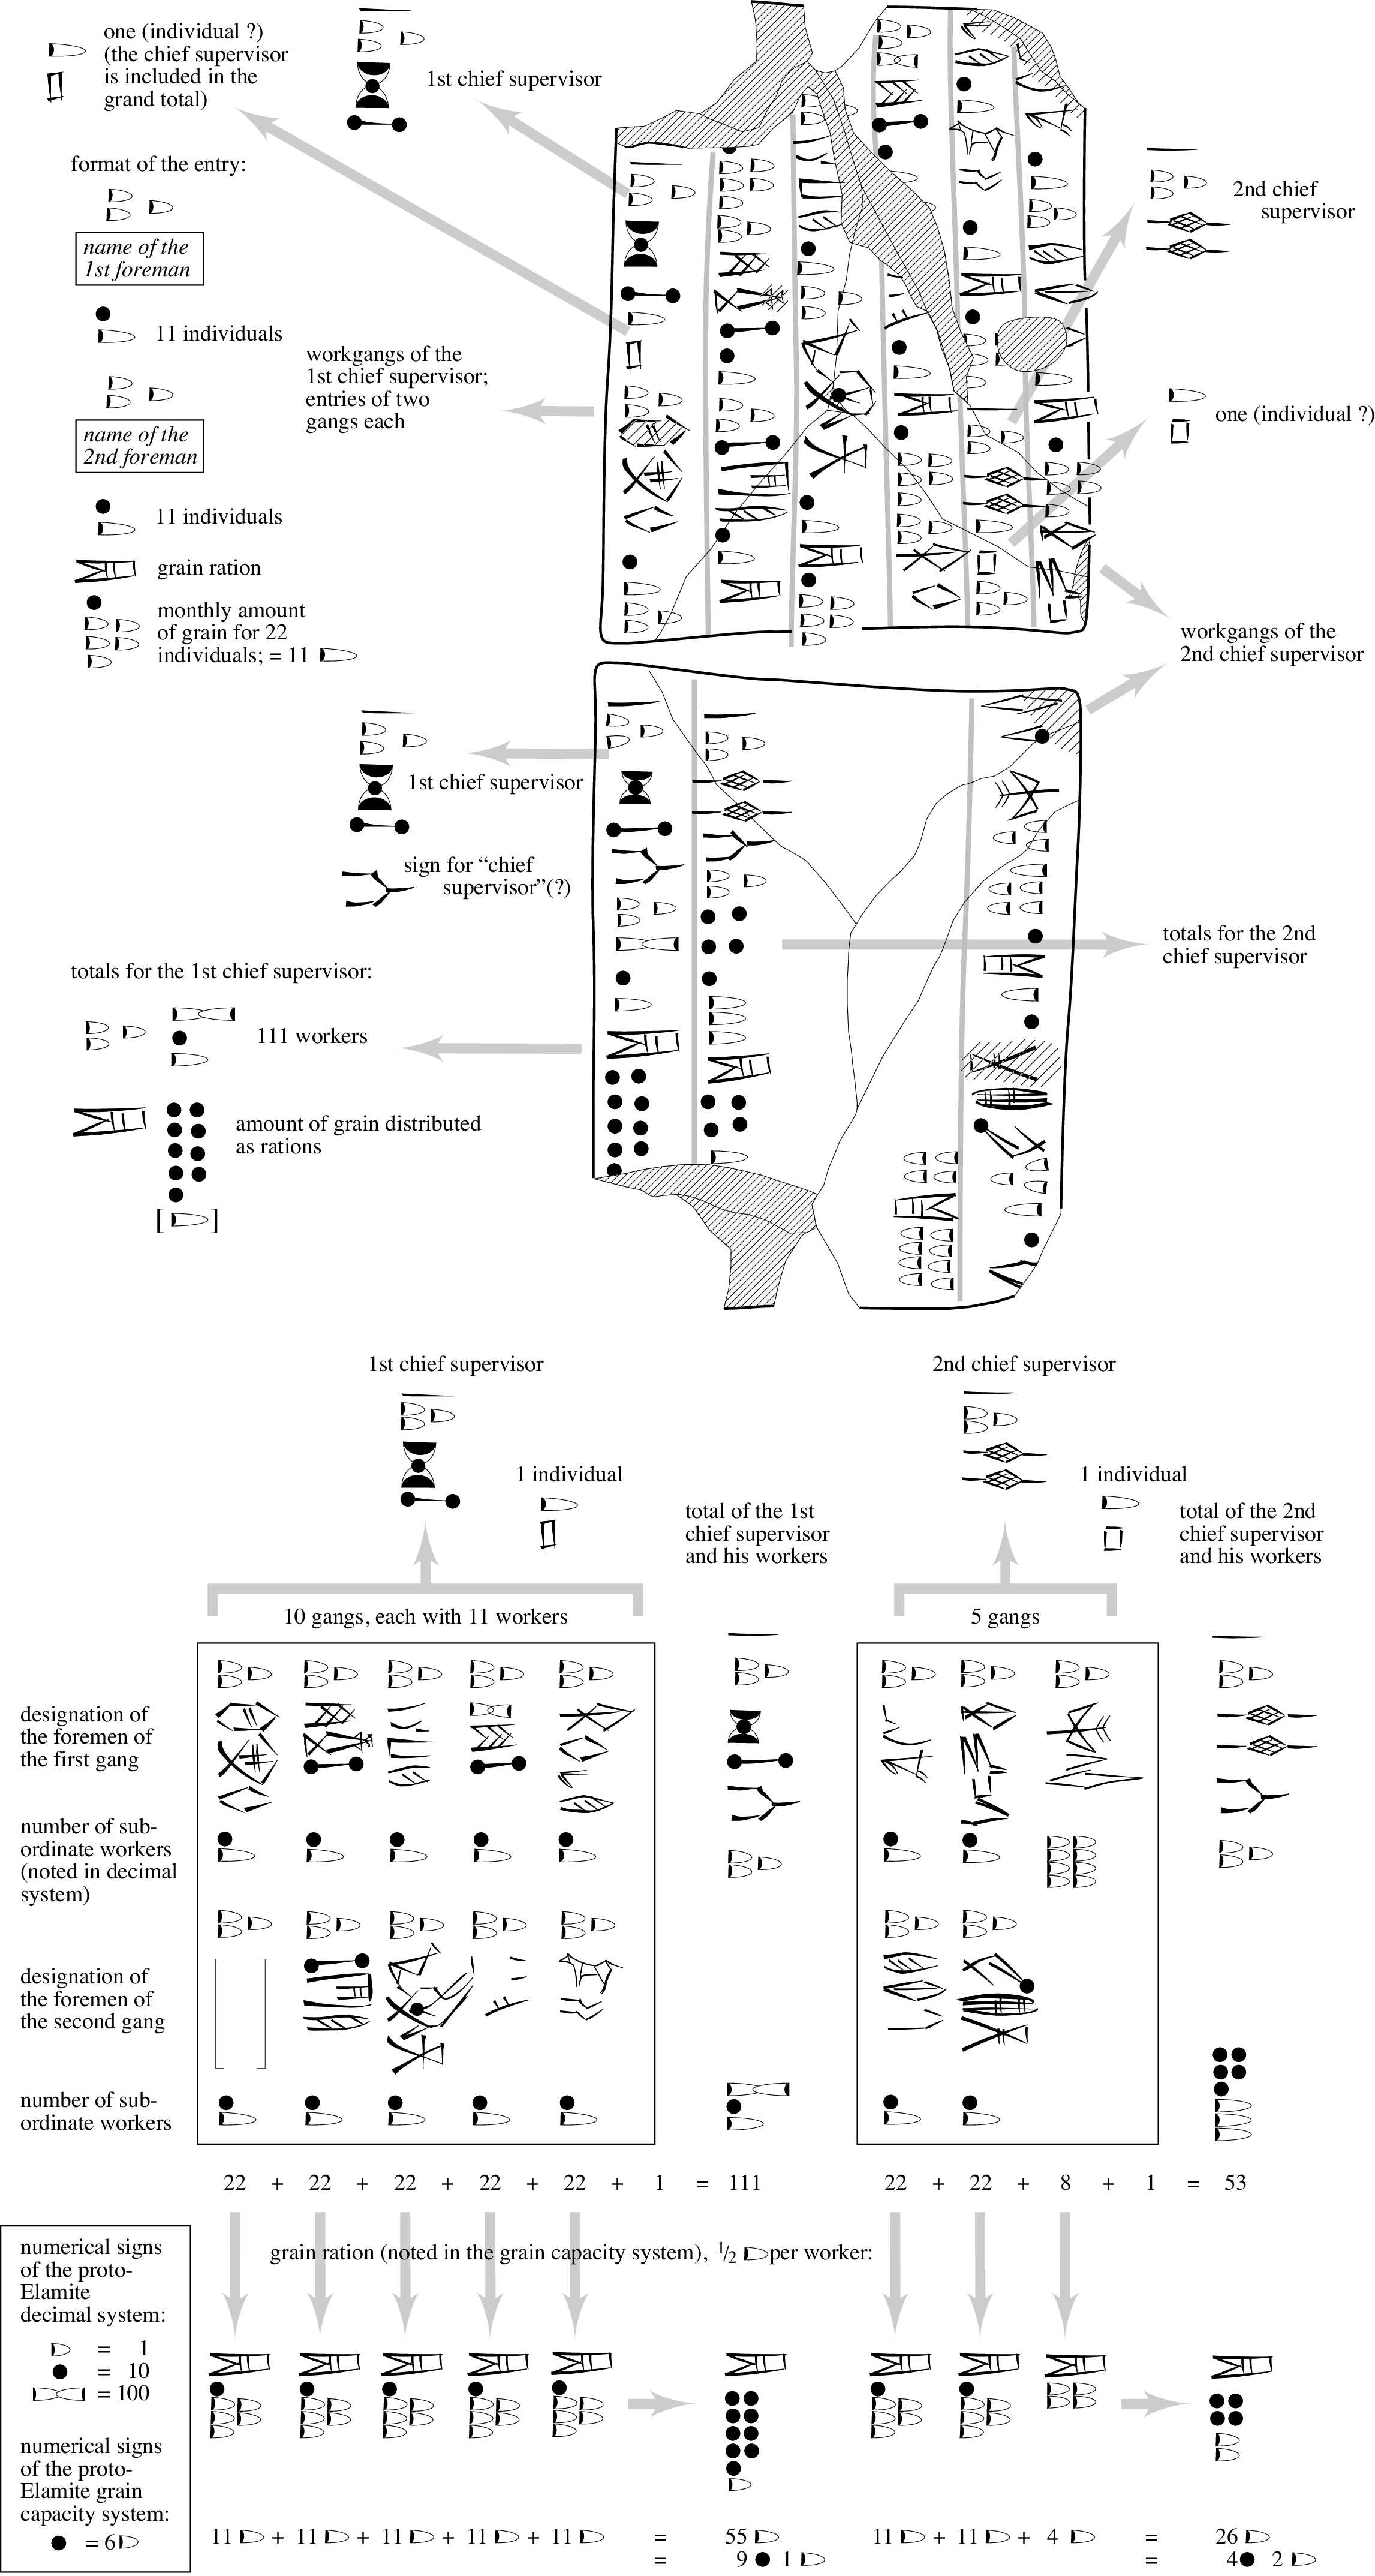 one (individual ?)
(the chief supervisor
is included in the
grand total)
1st chief supervisor
format of the entry:
name of the
1st foreman
11 individuals
name of the
2nd foreman
11 individuals
grain ration
monthly amount
of grain for 22
individuals; = 11
workgangs of the
1st chief supervisor;
entries of two
gangs each
2nd chief
supervisor
one (individual ?)
workgangs of the
2nd chief supervisor
1st chief supervisor
sign for “chief
supervisor”(?)
totals for the 1st chief supervisor:
111 workers
amount of grain distributed
as rations
[ ]
totals for the 2nd
chief supervisor
1st chief supervisor
1 individual
total of the 1st
chief supervisor
and his workers
2nd chief supervisor
1 individual
total of the 2nd
chief supervisor
and his workers
10 gangs, each with 11 workers
5 gangs
designation of
the foremen of
the first gang
number of sub-
ordinate workers
(noted in decimal
system)
designation of
the foremen of
the second gang
number of sub-
ordinate workers
22 + 22 + 22 + 22 + 22 + 1 = 111
22 + 22 + 8 + 1 = 53
grain ration (noted in the grain capacity system), 1/2 per worker:
numerical signs
of the proto-
Elamite
decimal system:
= 1
= 10
= 100
numerical signs
of the proto-
Elamite grain
capacity system:
= 6
11 + 11 + 11 + 11 + 11 = 55
= 9 1
11 + 11 + 4 = 26
= 4 2